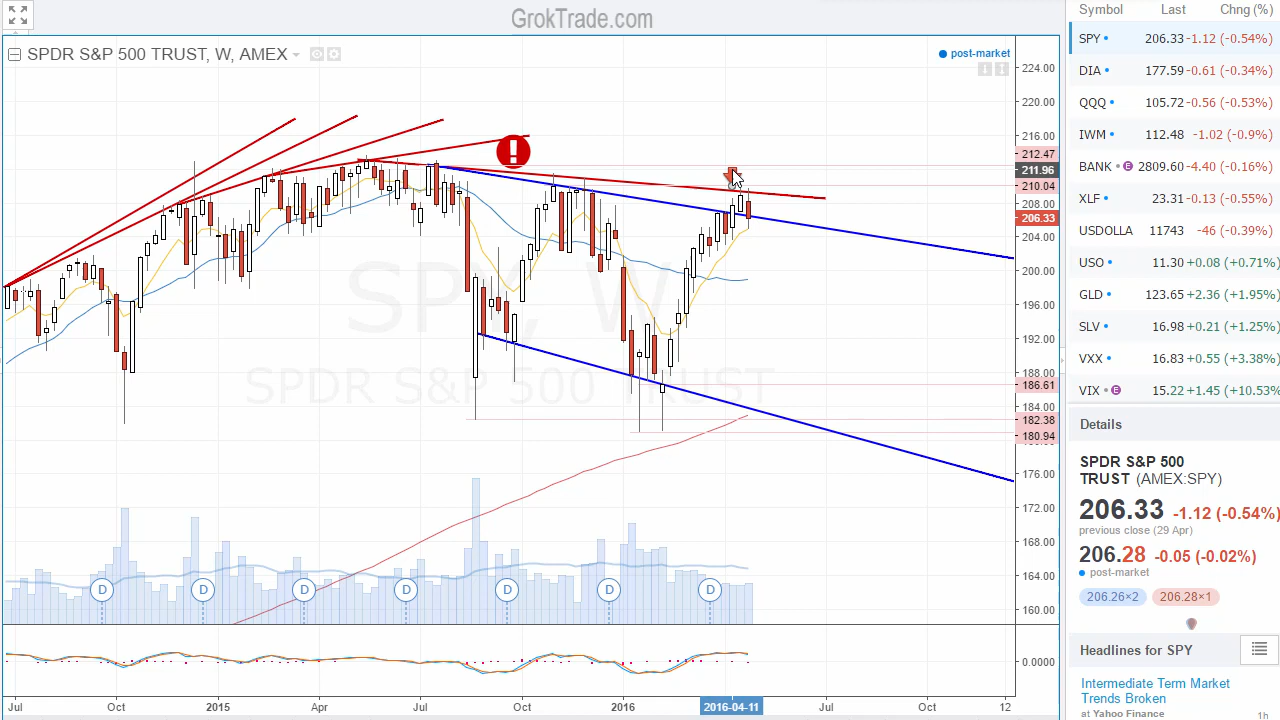 GrokTrade.com
SPDR S&P 500 TRUST, W, AMEX
post-market
SPY, W
SPDR S&P 500 TRUST
224.00
220.00
216.00
212.47
211.96
210.04
208.00
206.33
204.00
200.00
196.00
192.00
188.00
186.61
184.00
182.38
180.94
176.00
172.00
168.00
164.00
160.00
D D D D D D D
0.0000
Jul Oct 2015 Apr Jul Oct 2016 2016-04-11 Jul Oct 12
Symbol Last Chng (%)
SPY 206.33 -1.12 (-0.54%)
DIA 177.59 -0.61 (-0.34%)
QQQ 105.72 -0.56 (-0.53%)
IWM 112.48 -1.02 (-0.9%)
BANK E 2809.60 -4.40 (-0.16%)
XLF 23.31 -0.13 (-0.55%)
USDOLLA 11743 -46 (-0.39%)
USO 11.30 +0.08 (+0.71%)
GLD 123.65 +2.36 (+1.95%)
SLV 16.98 +0.21 (+1.25%)
VXX 16.83 +0.55 (+3.38%)
VIX E 15.22 +1.45 (+10.53%
Details
SPDR S&P 500
TRUST (AMEX:SPY)
206.33 -1.12 (-0.54%)
previous close (29 Apr)
206.28 -0.05 (-0.02%)
post-market
206.26×2 206.28×1
Headlines for SPY
Intermediate Term Market
Trends Broken
at Yahoo Finance 1h